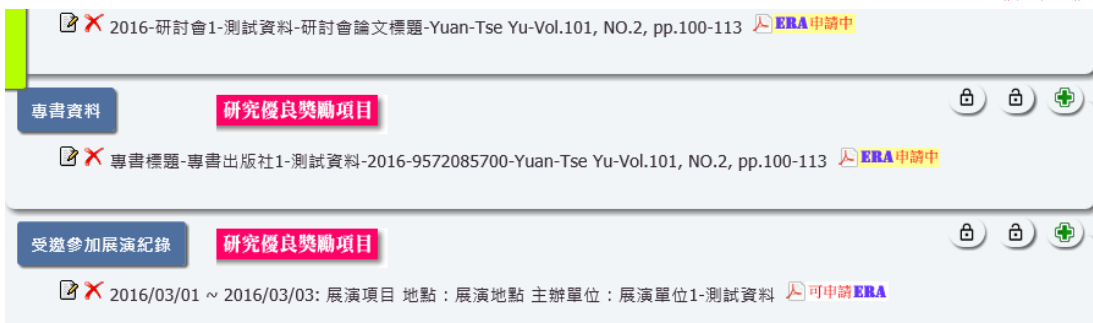 2016-研討會1-測試資料-研討會論文標題-Yuan-Tse Yu-Vol.101, NO.2, pp.100-113 ERA申請中
專書資料 研究優良獎勵項目
專書標題-專書出版社1-測試資料-2016-9572085700-Yuan-Tse Yu-Vol.101, NO.2, pp.100-113 ERA申請中
受邀參加展演紀錄 研究優良獎勵項目
2016/03/01 ~ 2016/03/03: 展演項目 地點：展演地點 主辦單位：展演單位1-測試資料 可申請ERA